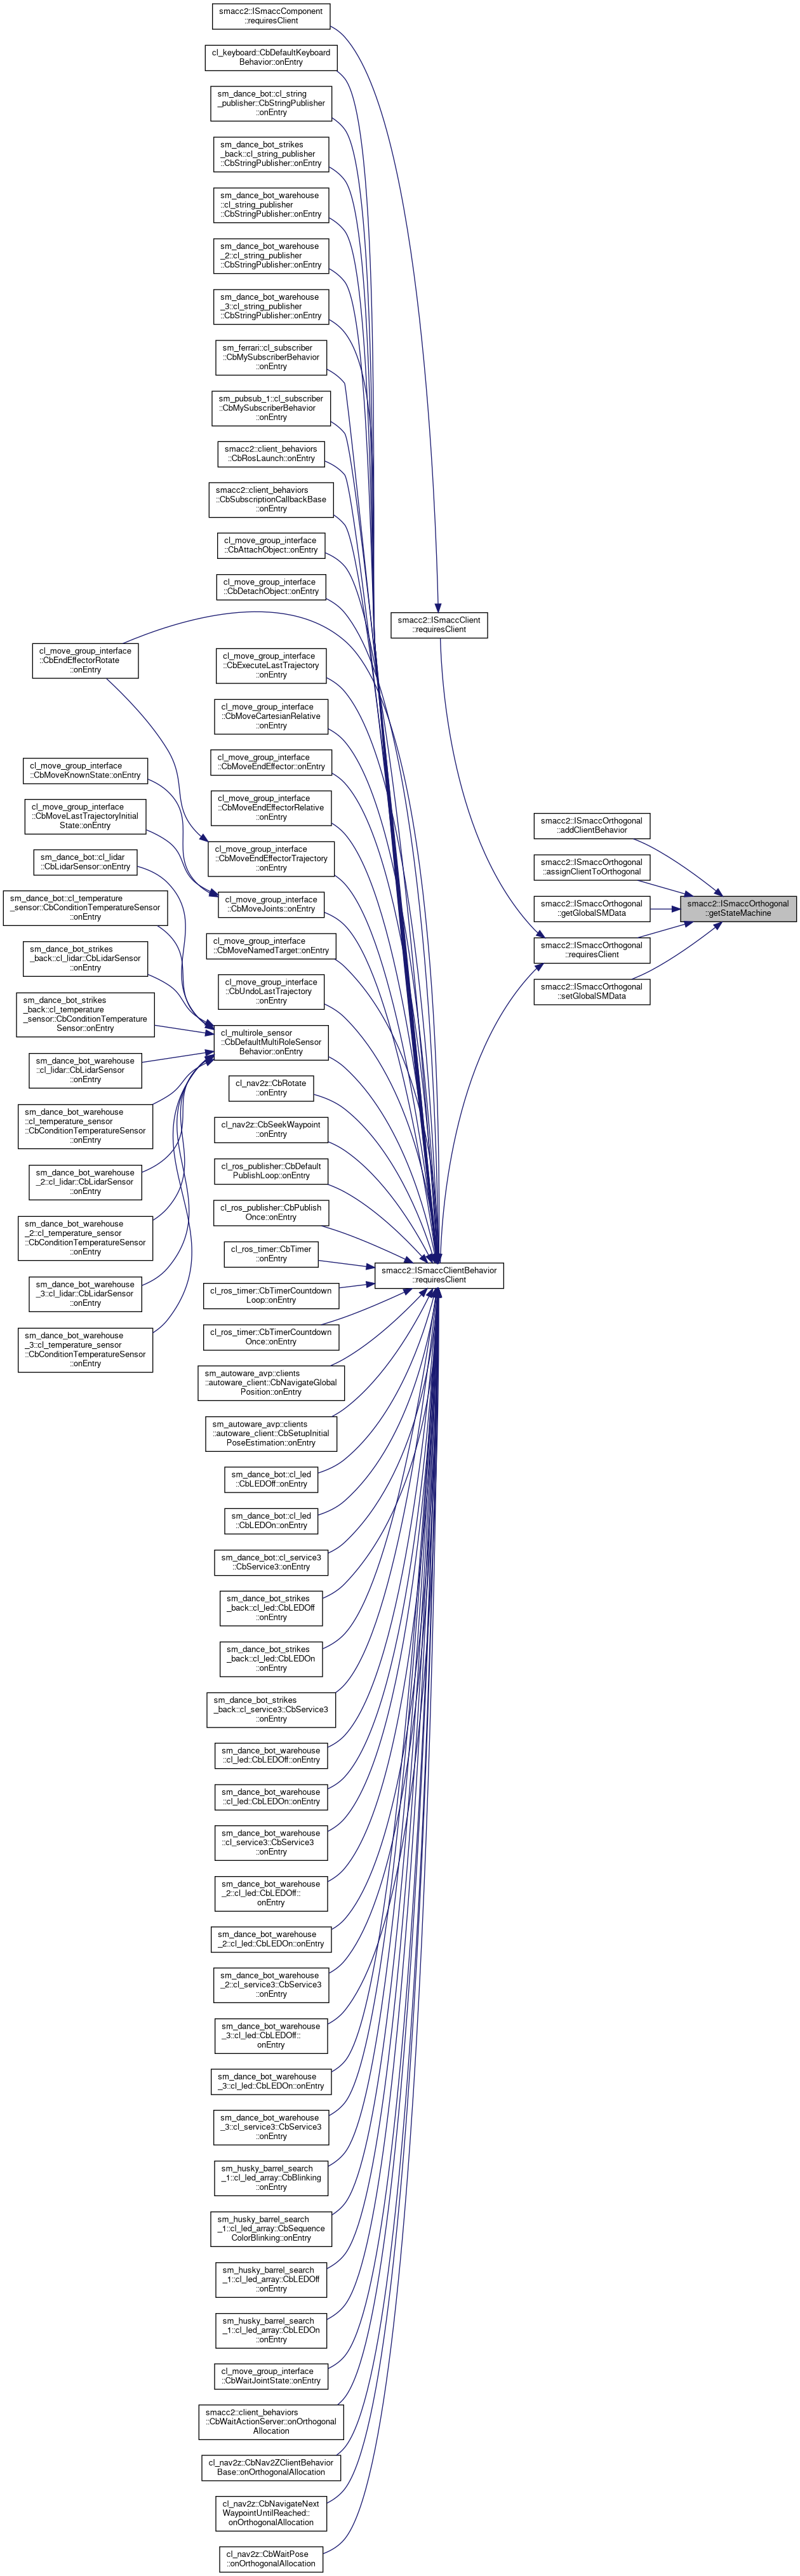 smacc2::ISmaccComponent
::requiresClient
cl_keyboard::CbDefaultKeyboard
Behavior::onEntry
sm_dance_bot::cl_string
_publisher::CbStringPublisher
::onEntry
sm_dance_bot_strikes
_back::cl_string_publisher
::CbStringPublisher::onEntry
sm_dance_bot_warehouse
::cl_string_publisher
::CbStringPublisher::onEntry
sm_dance_bot_warehouse
_2::cl_string_publisher
::CbStringPublisher::onEntry
sm_dance_bot_warehouse
_3::cl_string_publisher
::CbStringPublisher::onEntry
sm_ferrari::cl_subscriber
::CbMySubscriberBehavior
::onEntry
sm_pubsub_1::cl_subscriber
::CbMySubscriberBehavior
::onEntry
smacc2::client_behaviors
::CbRosLaunch::onEntry
smacc2::client_behaviors
::CbSubscriptionCallbackBase
::onEntry
cl_move_group_interface
::CbAttachObject::onEntry
cl_move_group_interface
::CbDetachObject::onEntry
smacc2::ISmaccClient
::requiresClient
cl_move_group_interface
::CbEndEffectorRotate
::onEntry
cl_move_group_interface
::CbExecuteLastTrajectory
::onEntry
cl_move_group_interface
::CbMoveCartesianRelative
::onEntry
cl_move_group_interface
::CbMoveEndEffector::onEntry
cl_move_group_interface
::CbMoveKnownState::onEntry
cl_move_group_interface
::CbMoveEndEffectorRelative
::onEntry
cl_move_group_interface
::CbMoveLastTrajectoryInitial
State::onEntry
smacc2::ISmaccOrthogonal
::addClientBehavior
cl_move_group_interface
::CbMoveEndEffectorTrajectory
::onEntry
sm_dance_bot::cl_lidar
::CbLidarSensor::onEntry
smacc2::ISmaccOrthogonal
::assignClientToOrthogonal
sm_dance_bot::cl_temperature
_sensor::CbConditionTemperatureSensor
::onEntry
cl_move_group_interface
::CbMoveJoints::onEntry
smacc2::ISmaccOrthogonal
::getGlobalSMData
smacc2::ISmaccOrthogonal
::getStateMachine
cl_move_group_interface
::CbMoveNamedTarget::onEntry
smacc2::ISmaccOrthogonal
::requiresClient
sm_dance_bot_strikes
_back::cl_lidar::CbLidarSensor
::onEntry
cl_move_group_interface
::CbUndoLastTrajectory
::onEntry
smacc2::ISmaccOrthogonal
::setGlobalSMData
sm_dance_bot_strikes
_back::cl_temperature
_sensor::CbConditionTemperature
Sensor::onEntry
cl_multirole_sensor
::CbDefaultMultiRoleSensor
Behavior::onEntry
sm_dance_bot_warehouse
::cl_lidar::CbLidarSensor
::onEntry
cl_nav2z::CbRotate
::onEntry
sm_dance_bot_warehouse
::cl_temperature_sensor
::CbConditionTemperatureSensor
::onEntry
cl_nav2z::CbSeekWaypoint
::onEntry
sm_dance_bot_warehouse
_2::cl_lidar::CbLidarSensor
::onEntry
cl_ros_publisher::CbDefault
PublishLoop::onEntry
sm_dance_bot_warehouse
_2::cl_temperature_sensor
::CbConditionTemperatureSensor
::onEntry
cl_ros_publisher::CbPublish
Once::onEntry
cl_ros_timer::CbTimer
::onEntry
smacc2::ISmaccClientBehavior
::requiresClient
sm_dance_bot_warehouse
_3::cl_lidar::CbLidarSensor
::onEntry
cl_ros_timer::CbTimerCountdown
Loop::onEntry
sm_dance_bot_warehouse
_3::cl_temperature_sensor
::CbConditionTemperatureSensor
::onEntry
cl_ros_timer::CbTimerCountdown
Once::onEntry
sm_autoware_avp::clients
::autoware_client::CbNavigateGlobal
Position::onEntry
sm_autoware_avp::clients
::autoware_client::CbSetupInitial
PoseEstimation::onEntry
sm_dance_bot::cl_led
::CbLEDOff::onEntry
sm_dance_bot::cl_led
::CbLEDOn::onEntry
sm_dance_bot::cl_service3
::CbService3::onEntry
sm_dance_bot_strikes
_back::cl_led::CbLEDOff
::onEntry
sm_dance_bot_strikes
_back::cl_led::CbLEDOn
::onEntry
sm_dance_bot_strikes
_back::cl_service3::CbService3
::onEntry
sm_dance_bot_warehouse
::cl_led::CbLEDOff::onEntry
sm_dance_bot_warehouse
::cl_led::CbLEDOn::onEntry
sm_dance_bot_warehouse
::cl_service3::CbService3
::onEntry
sm_dance_bot_warehouse
_2::cl_led::CbLEDOff::
onEntry
sm_dance_bot_warehouse
_2::cl_led::CbLEDOn::onEntry
sm_dance_bot_warehouse
_2::cl_service3::CbService3
::onEntry
sm_dance_bot_warehouse
_3::cl_led::CbLEDOff::
onEntry
sm_dance_bot_warehouse
_3::cl_led::CbLEDOn::onEntry
sm_dance_bot_warehouse
_3::cl_service3::CbService3
::onEntry
sm_husky_barrel_search
_1::cl_led_array::CbBlinking
::onEntry
sm_husky_barrel_search
_1::cl_led_array::CbSequence
ColorBlinking::onEntry
sm_husky_barrel_search
_1::cl_led_array::CbLEDOff
::onEntry
sm_husky_barrel_search
_1::cl_led_array::CbLEDOn
::onEntry
cl_move_group_interface
::CbWaitJointState::onEntry
smacc2::client_behaviors
::CbWaitActionServer::onOrthogonal
Allocation
cl_nav2z::CbNav2ZClientBehavior
Base::onOrthogonalAllocation
cl_nav2z::CbNavigateNext
WaypointUntilReached::
onOrthogonalAllocation
cl_nav2z::CbWaitPose
::onOrthogonalAllocation